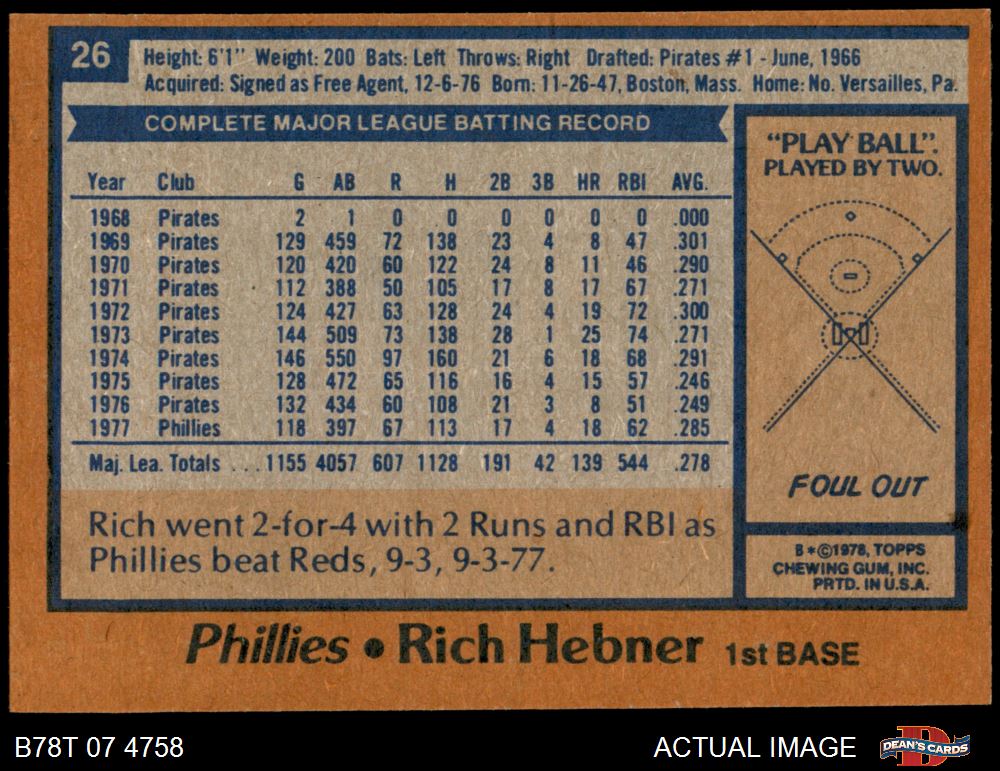 26
Height: 6'1" Weight: 200 Bats: Left Throws: Right Drafted: Pirates #1 - June, 1966
Acquired: Signed as Free Agent, 12-6-76 Born: 11-26-47, Boston, Mass. Home: No. Versailles, Pa.
COMPLETE MAJOR LEAGUE BATTING RECORD
Year Club G AB R H 2B 3B HR RBI AVG.
1968 Pirates 2 1 0 0 0 0 0 0 .000
1969 Pirates 129 459 72 138 23 4 8 47 .301
1970 Pirates 120 420 60 122 24 8 11 46 .290
1971 Pirates 112 388 50 105 17 8 17 67 .271
1972 Pirates 124 427 63 128 24 4 19 72 .300
1973 Pirates 144 509 73 138 28 1 25 74 .271
1974 Pirates 146 550 97 160 21 6 18 68 .291
1975 Pirates 128 472 65 116 16 4 15 57 .246
1976 Pirates 132 434 60 108 21 3 8 51 .249
1977 Phillies 118 397 67 113 17 4 18 62 .285
Maj. Lea. Totals ...1155 4057 607 1128 191 42 139 544 .278
Rich went 2-for-4 with 2 Runs and RBI as
Phillies beat Reds, 9-3, 9-3-77.
"PLAY BALL".
PLAYED BY TWO.
FOUL OUT
B*©1978, TOPPS
CHEWING GUM, INC.
PRTD. IN U.S.A.
Phillies • Rich Hebner 1st BASE
B78T 07 4758
ACTUAL IMAGE
DEAN'S CARDS